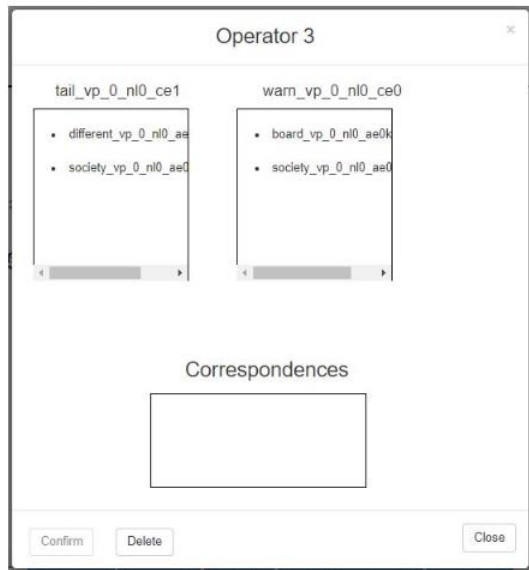 Operator 3
×
tail_vp_0_nl0_ce1
warn_vp_0_nl0_ce0
• different_vp_0_nl0_ae
• society_vp_0_nl0_ae0
• board_vp_0_nl0_ae0k
• society_vp_0_nl0_ae0
Correspondences
Confirm
Delete
Close